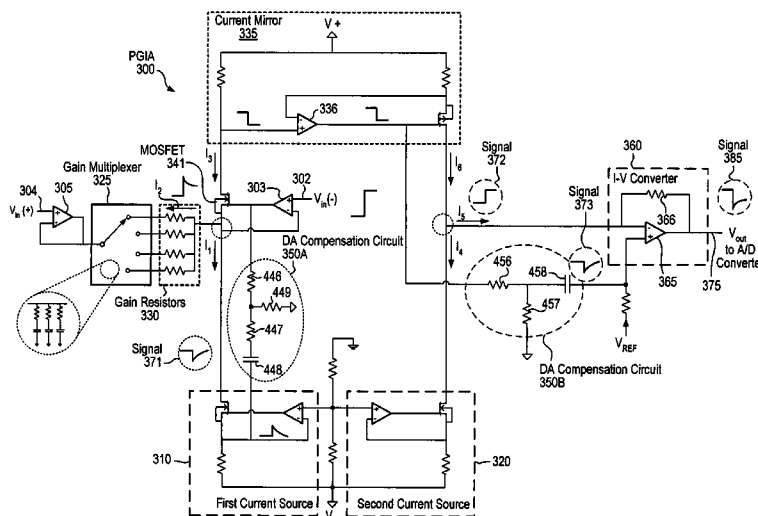 Current Mirror
335
V +
PGIA
300
336
MOSFET
341
Gain Multiplexer
325
304
305
Vin (+)
I2
I3
303
302
Vin(-)
I1
DA Compensation Circuit
350A
446
449
447
448
Gain Resistors
330
Signal
371
Signal
372
I6
I5
I4
Signal
373
360
I-V Converter
366
365
Signal
385
Vout
to A/D
Converter
375
456
458
457
VREF
DA Compensation Circuit
350B
310
First Current Source
V
Second Current Source
320